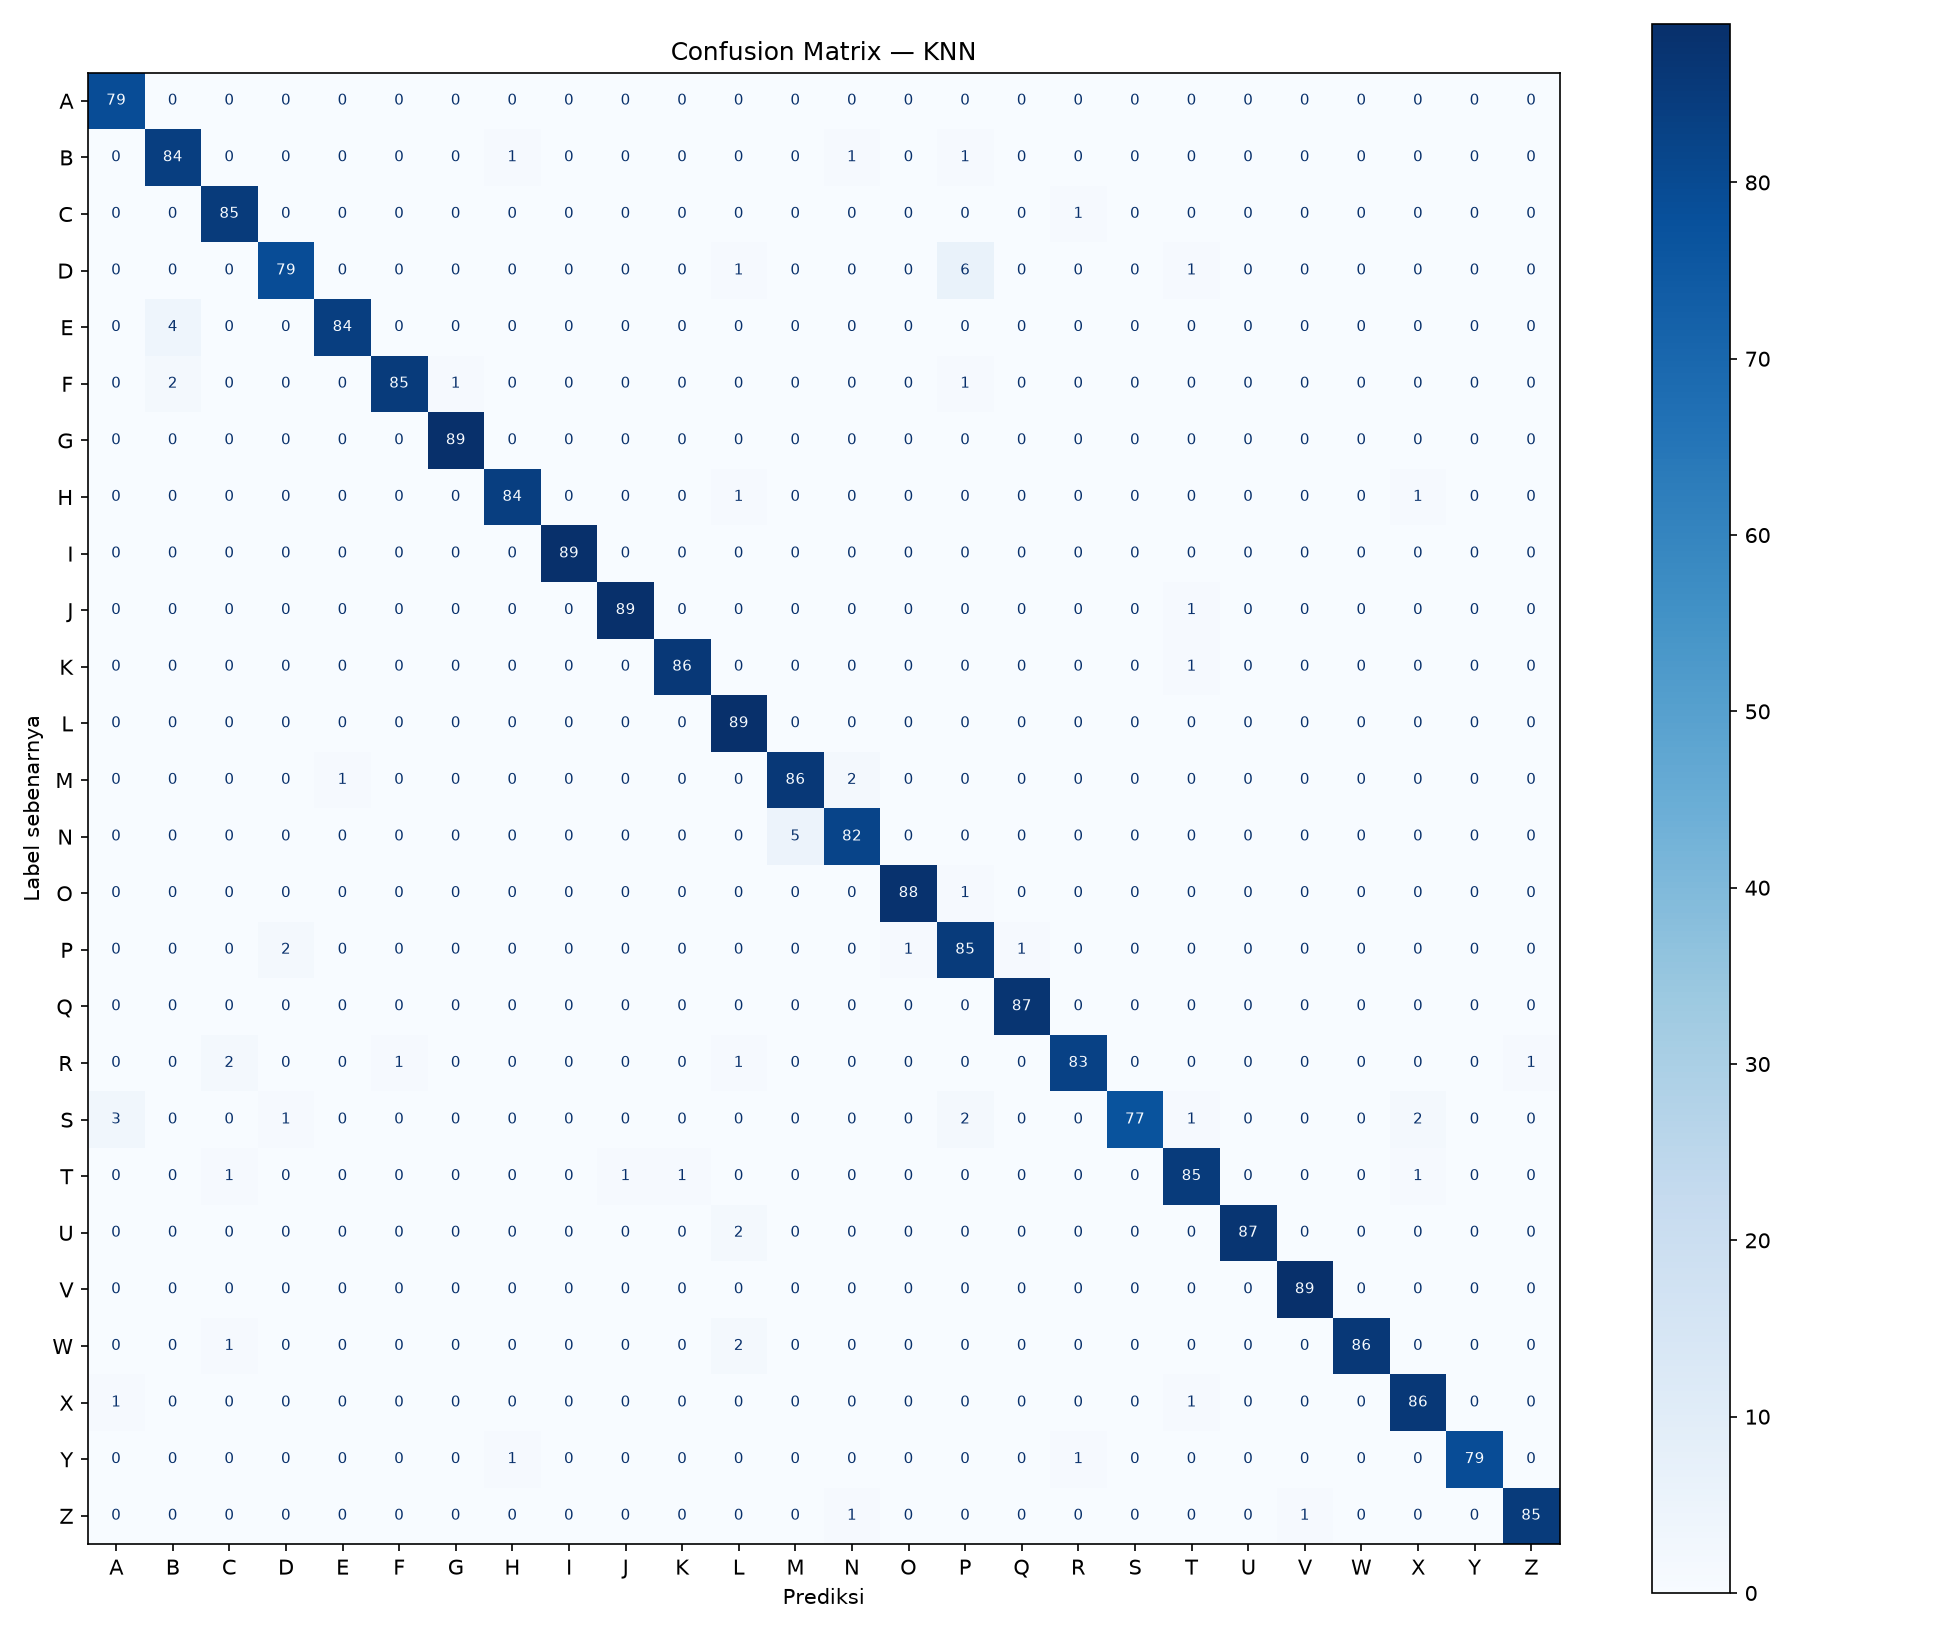 Confusion Matrix — KNN
A 79 0 0 0 0 0 0 0 0 0 0 0 0 0 0 0 0 0 0 0 0 0 0 0 0 0
B 0 84 0 0 0 0 0 1 0 0 0 0 0 1 0 1 0 0 0 0 0 0 0 0 0 0
C 0 0 85 0 0 0 0 0 0 0 0 0 0 0 0 0 0 1 0 0 0 0 0 0 0 0
D 0 0 0 79 0 0 0 0 0 0 0 1 0 0 0 6 0 0 0 1 0 0 0 0 0 0
E 0 4 0 0 84 0 0 0 0 0 0 0 0 0 0 0 0 0 0 0 0 0 0 0 0 0
F 0 2 0 0 0 85 1 0 0 0 0 0 0 0 0 1 0 0 0 0 0 0 0 0 0 0
G 0 0 0 0 0 0 89 0 0 0 0 0 0 0 0 0 0 0 0 0 0 0 0 0 0 0
H 0 0 0 0 0 0 0 84 0 0 0 1 0 0 0 0 0 0 0 0 0 0 0 1 0 0
I 0 0 0 0 0 0 0 0 89 0 0 0 0 0 0 0 0 0 0 0 0 0 0 0 0 0
J 0 0 0 0 0 0 0 0 0 89 0 0 0 0 0 0 0 0 0 1 0 0 0 0 0 0
K 0 0 0 0 0 0 0 0 0 0 86 0 0 0 0 0 0 0 0 1 0 0 0 0 0 0
L 0 0 0 0 0 0 0 0 0 0 0 89 0 0 0 0 0 0 0 0 0 0 0 0 0 0
M 0 0 0 0 1 0 0 0 0 0 0 0 86 2 0 0 0 0 0 0 0 0 0 0 0 0
N 0 0 0 0 0 0 0 0 0 0 0 0 5 82 0 0 0 0 0 0 0 0 0 0 0 0
O 0 0 0 0 0 0 0 0 0 0 0 0 0 0 88 1 0 0 0 0 0 0 0 0 0 0
P 0 0 0 2 0 0 0 0 0 0 0 0 0 0 1 85 1 0 0 0 0 0 0 0 0 0
Q 0 0 0 0 0 0 0 0 0 0 0 0 0 0 0 0 87 0 0 0 0 0 0 0 0 0
R 0 0 2 0 0 1 0 0 0 0 0 1 0 0 0 0 0 83 0 0 0 0 0 0 0 1
S 3 0 0 1 0 0 0 0 0 0 0 0 0 0 0 2 0 0 77 1 0 0 0 2 0 0
T 0 0 1 0 0 0 0 0 0 1 1 0 0 0 0 0 0 0 0 85 0 0 0 1 0 0
U 0 0 0 0 0 0 0 0 0 0 0 2 0 0 0 0 0 0 0 0 87 0 0 0 0 0
V 0 0 0 0 0 0 0 0 0 0 0 0 0 0 0 0 0 0 0 0 0 89 0 0 0 0
W 0 0 1 0 0 0 0 0 0 0 0 2 0 0 0 0 0 0 0 0 0 0 86 0 0 0
X 1 0 0 0 0 0 0 0 0 0 0 0 0 0 0 0 0 0 0 1 0 0 0 86 0 0
Y 0 0 0 0 0 0 0 1 0 0 0 0 0 0 0 0 0 1 0 0 0 0 0 0 79 0
Z 0 0 0 0 0 0 0 0 0 0 0 0 0 1 0 0 0 0 0 0 0 1 0 0 0 85
A B C D E F G H I J K L M N O P Q R S T U V W X Y Z
Prediksi
Label sebenarnya
80
70
60
50
40
30
20
10
0